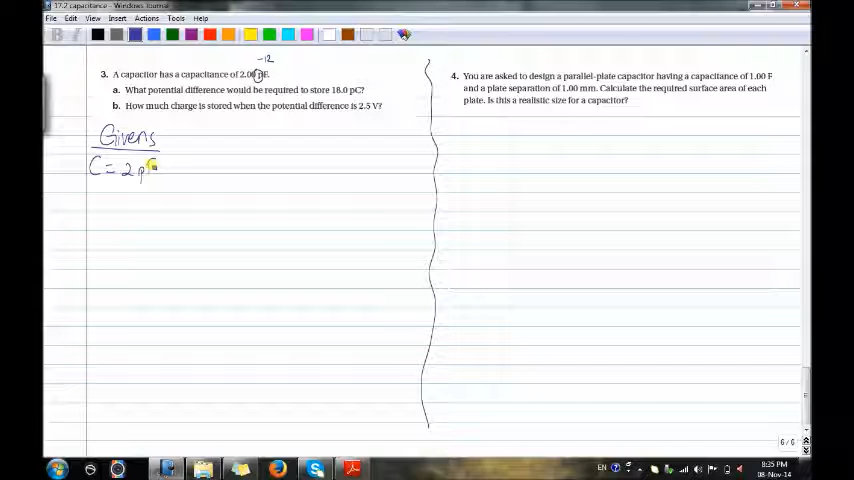 17.2 capacitance - Windows Journal
File Edit View Insert Actions Tools Help
-12
3. A capacitor has a capacitance of 2.00 pF.
a. What potential difference would be required to store 18.0 pC?
b. How much charge is stored when the potential difference is 2.5 V?
Givens
C = 2 pF
4. You are asked to design a parallel-plate capacitor having a capacitance of 1.00 F
and a plate separation of 1.00 mm. Calculate the required surface area of each
plate. Is this a realistic size for a capacitor?
6 / 6
EN
8:35 PM
08-Nov-14